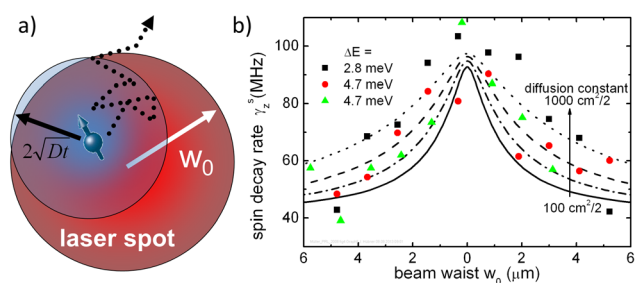 a)
2√Dt
w₀
laser spot
b)
spin decay rate γ_z^s (MHz)
100
80
60
40
ΔE =
2.8 meV
4.7 meV
4.7 meV
diffusion constant
1000 cm²/2
100 cm²/2
6 4 2 0 2 4 6
beam waist w₀ (μm)